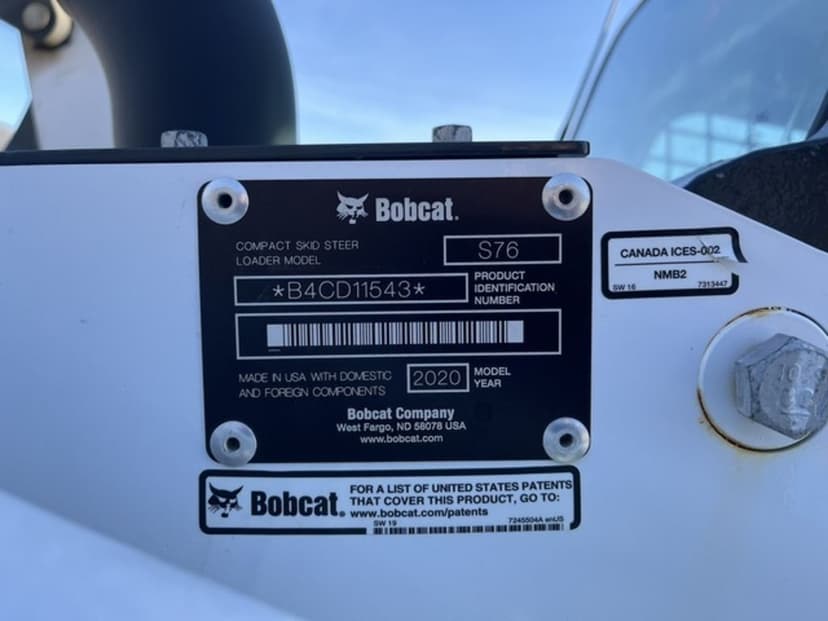 Bobcat.
COMPACT SKID STEER
LOADER MODEL
S76
*B4CD11543*
PRODUCT
IDENTIFICATION
NUMBER
MADE IN USA WITH DOMESTIC
AND FOREIGN COMPONENTS
2020
MODEL
YEAR
Bobcat Company
West Fargo, ND 58078 USA
www.bobcat.com
CANADA ICES-002
NMB2
SW 16 7313447
Bobcat.
FOR A LIST OF UNITED STATES PATENTS
THAT COVER THIS PRODUCT, GO TO:
www.bobcat.com/patents
SW 19 7245504A enUS